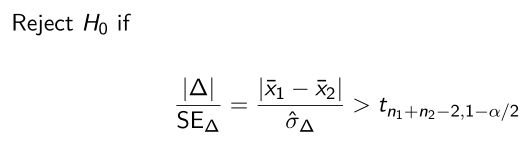 Reject H₀ if
|Δ| / SE_Δ = |x̄₁ − x̄₂| / σ̂_Δ > t_{n₁+n₂−2,1−α/2}